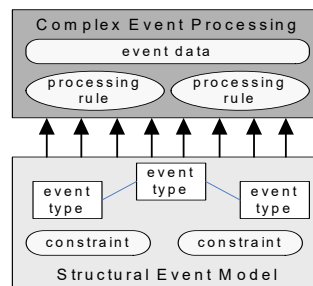 Complex Event Processing
event data
processing rule
processing rule
event type
event type
event type
constraint
constraint
Structural Event Model